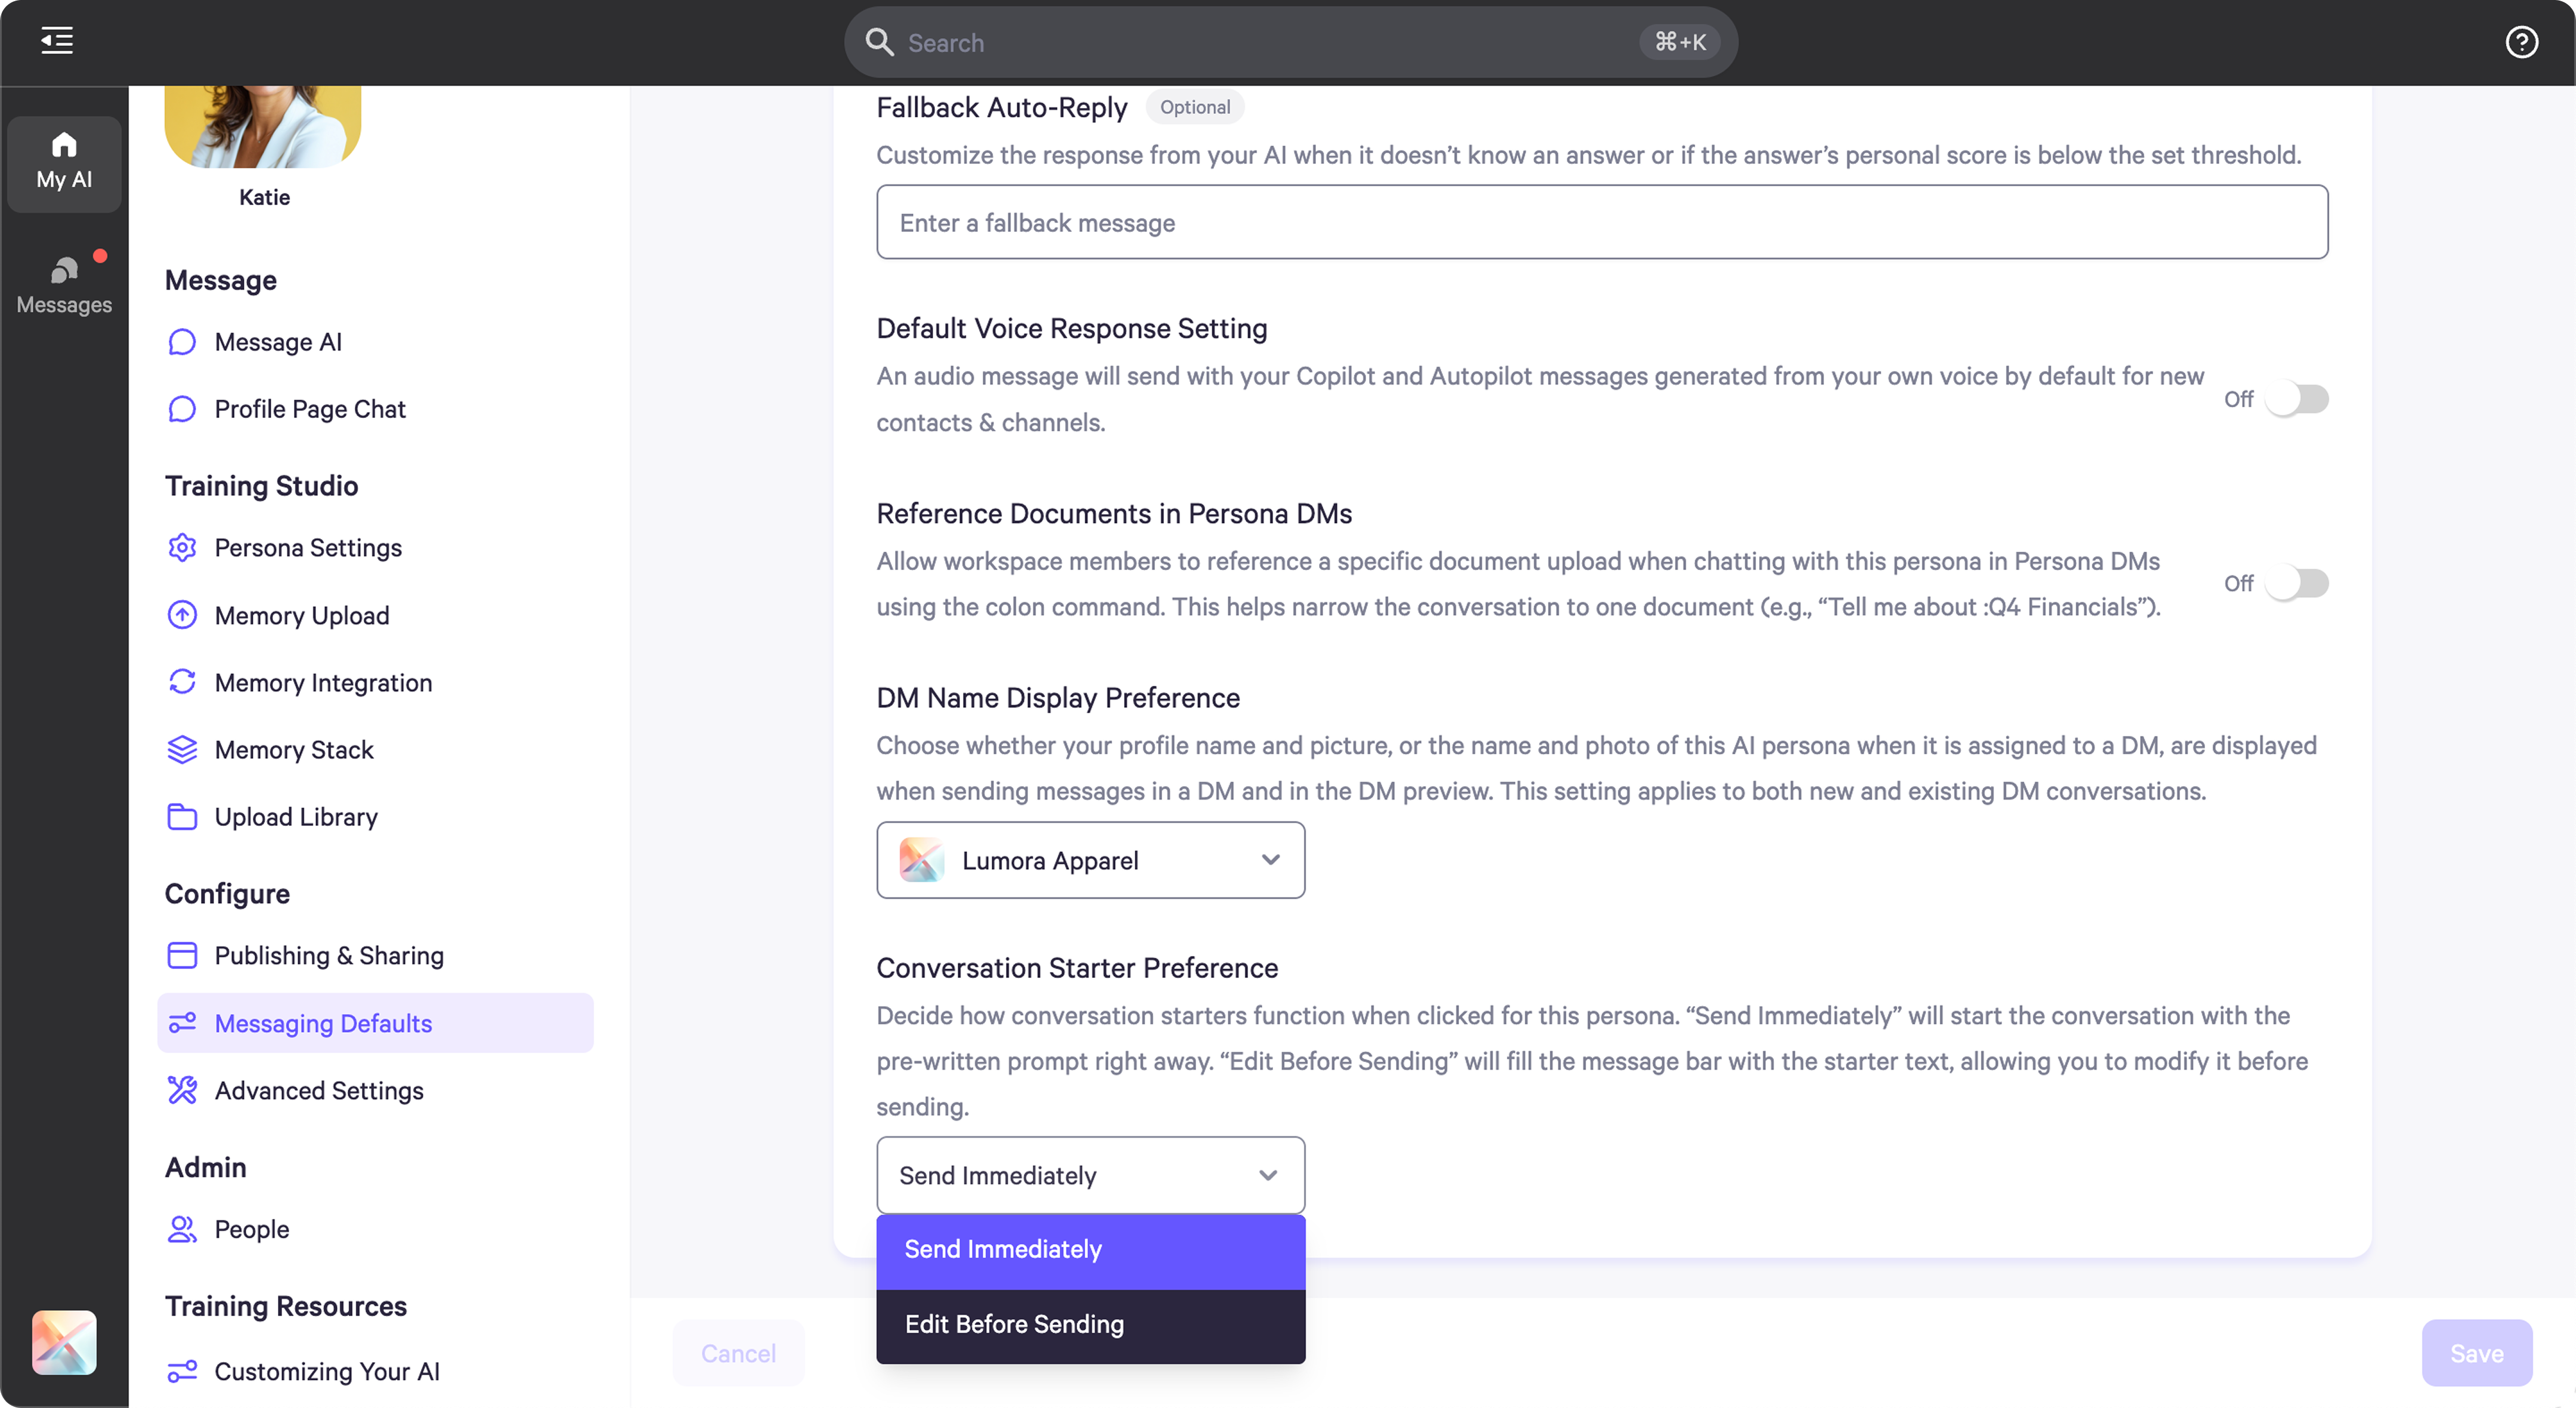 Search
⌘+K
My AI
Messages
Katie
Message
Message AI
Profile Page Chat
Training Studio
Persona Settings
Memory Upload
Memory Integration
Memory Stack
Upload Library
Configure
Publishing & Sharing
Messaging Defaults
Advanced Settings
Admin
People
Training Resources
Customizing Your AI
Fallback Auto-Reply Optional
Customize the response from your AI when it doesn’t know an answer or if the answer’s personal score is below the set threshold.
Enter a fallback message
Default Voice Response Setting
An audio message will send with your Copilot and Autopilot messages generated from your own voice by default for new
contacts & channels.
Off
Reference Documents in Persona DMs
Allow workspace members to reference a specific document upload when chatting with this persona in Persona DMs
using the colon command. This helps narrow the conversation to one document (e.g., “Tell me about :Q4 Financials”).
Off
DM Name Display Preference
Choose whether your profile name and picture, or the name and photo of this AI persona when it is assigned to a DM, are displayed
when sending messages in a DM and in the DM preview. This setting applies to both new and existing DM conversations.
Lumora Apparel
Conversation Starter Preference
Decide how conversation starters function when clicked for this persona. “Send Immediately” will start the conversation with the
pre-written prompt right away. “Edit Before Sending” will fill the message bar with the starter text, allowing you to modify it before
sending.
Send Immediately
Send Immediately
Edit Before Sending
Cancel
Save